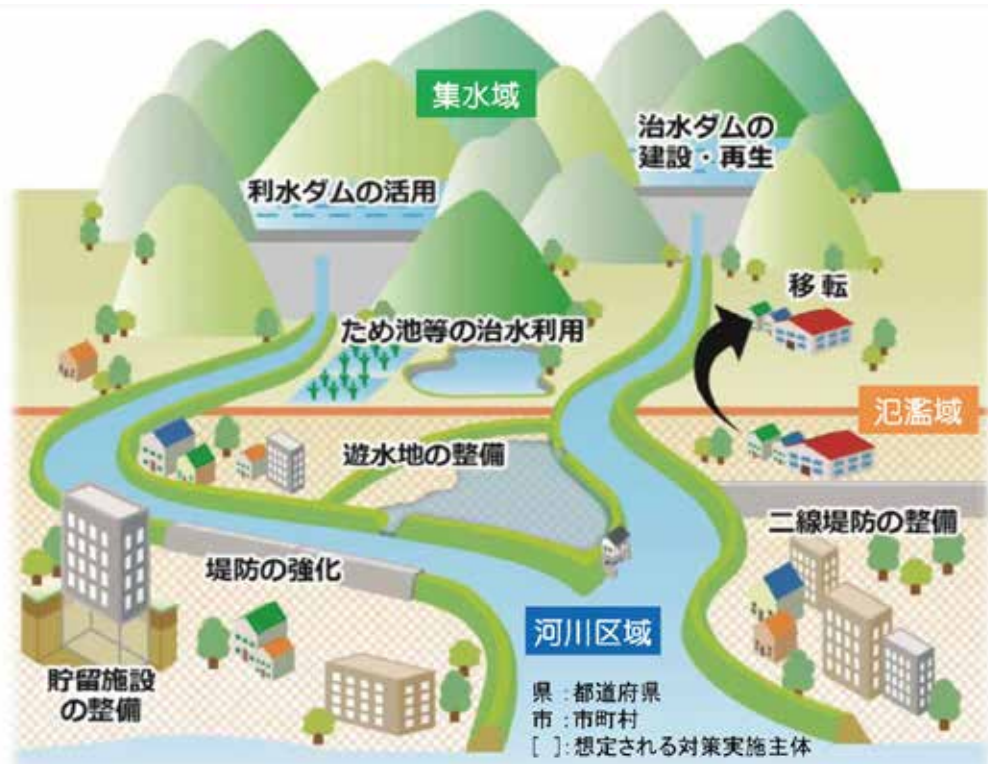 集水域
治水ダムの
建設・再生
利水ダムの活用
移転
ため池等の治水利用
氾濫域
遊水地の整備
二線堤防の整備
堤防の強化
河川区域
貯留施設
の整備
県：都道府県
市：市町村
[ ]：想定される対策実施主体